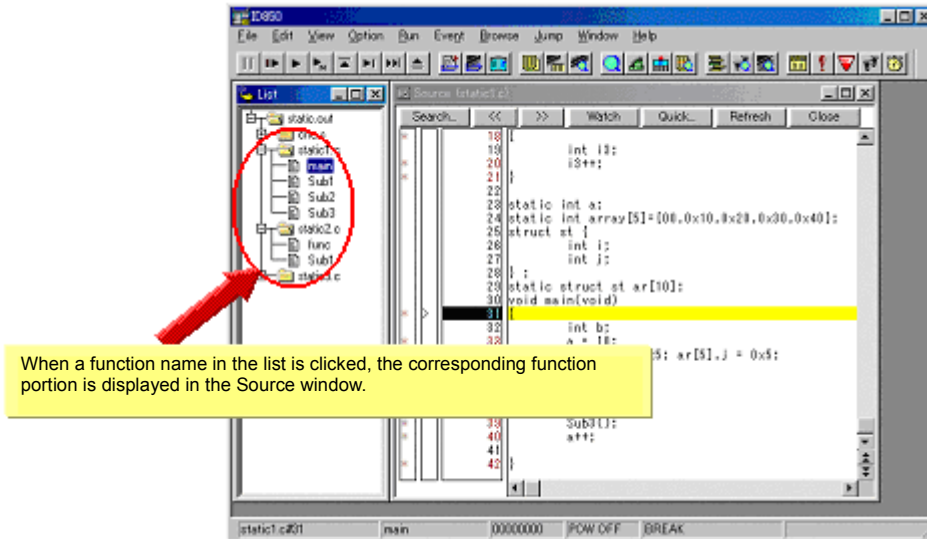 ID850
File Edit View Option Run Event Browse Jump Window Help
List
Source (static1.c)
Search... << >> Watch Quick... Refresh Close
static.out
static1.c
main
Sub1
Sub2
Sub3
static2.c
func
Sub1
static3.c
18 {
19 int i3;
20 i3++;
21 }
22
23 static int a;
24 static int array[5]={00,0x10,0x20,0x30,0x40};
25 struct st {
26 int i;
27 int j;
28 } ;
29 static struct st ar[10];
30 void main(void)
31 {
32 int b;
33 a = 10;
ar[5].j = 0x5;
When a function name in the list is clicked, the corresponding function
portion is displayed in the Source window.
39 Sub3();
40 a++;
41
42 }
static1.c#31 main 00000000 POW OFF BREAK